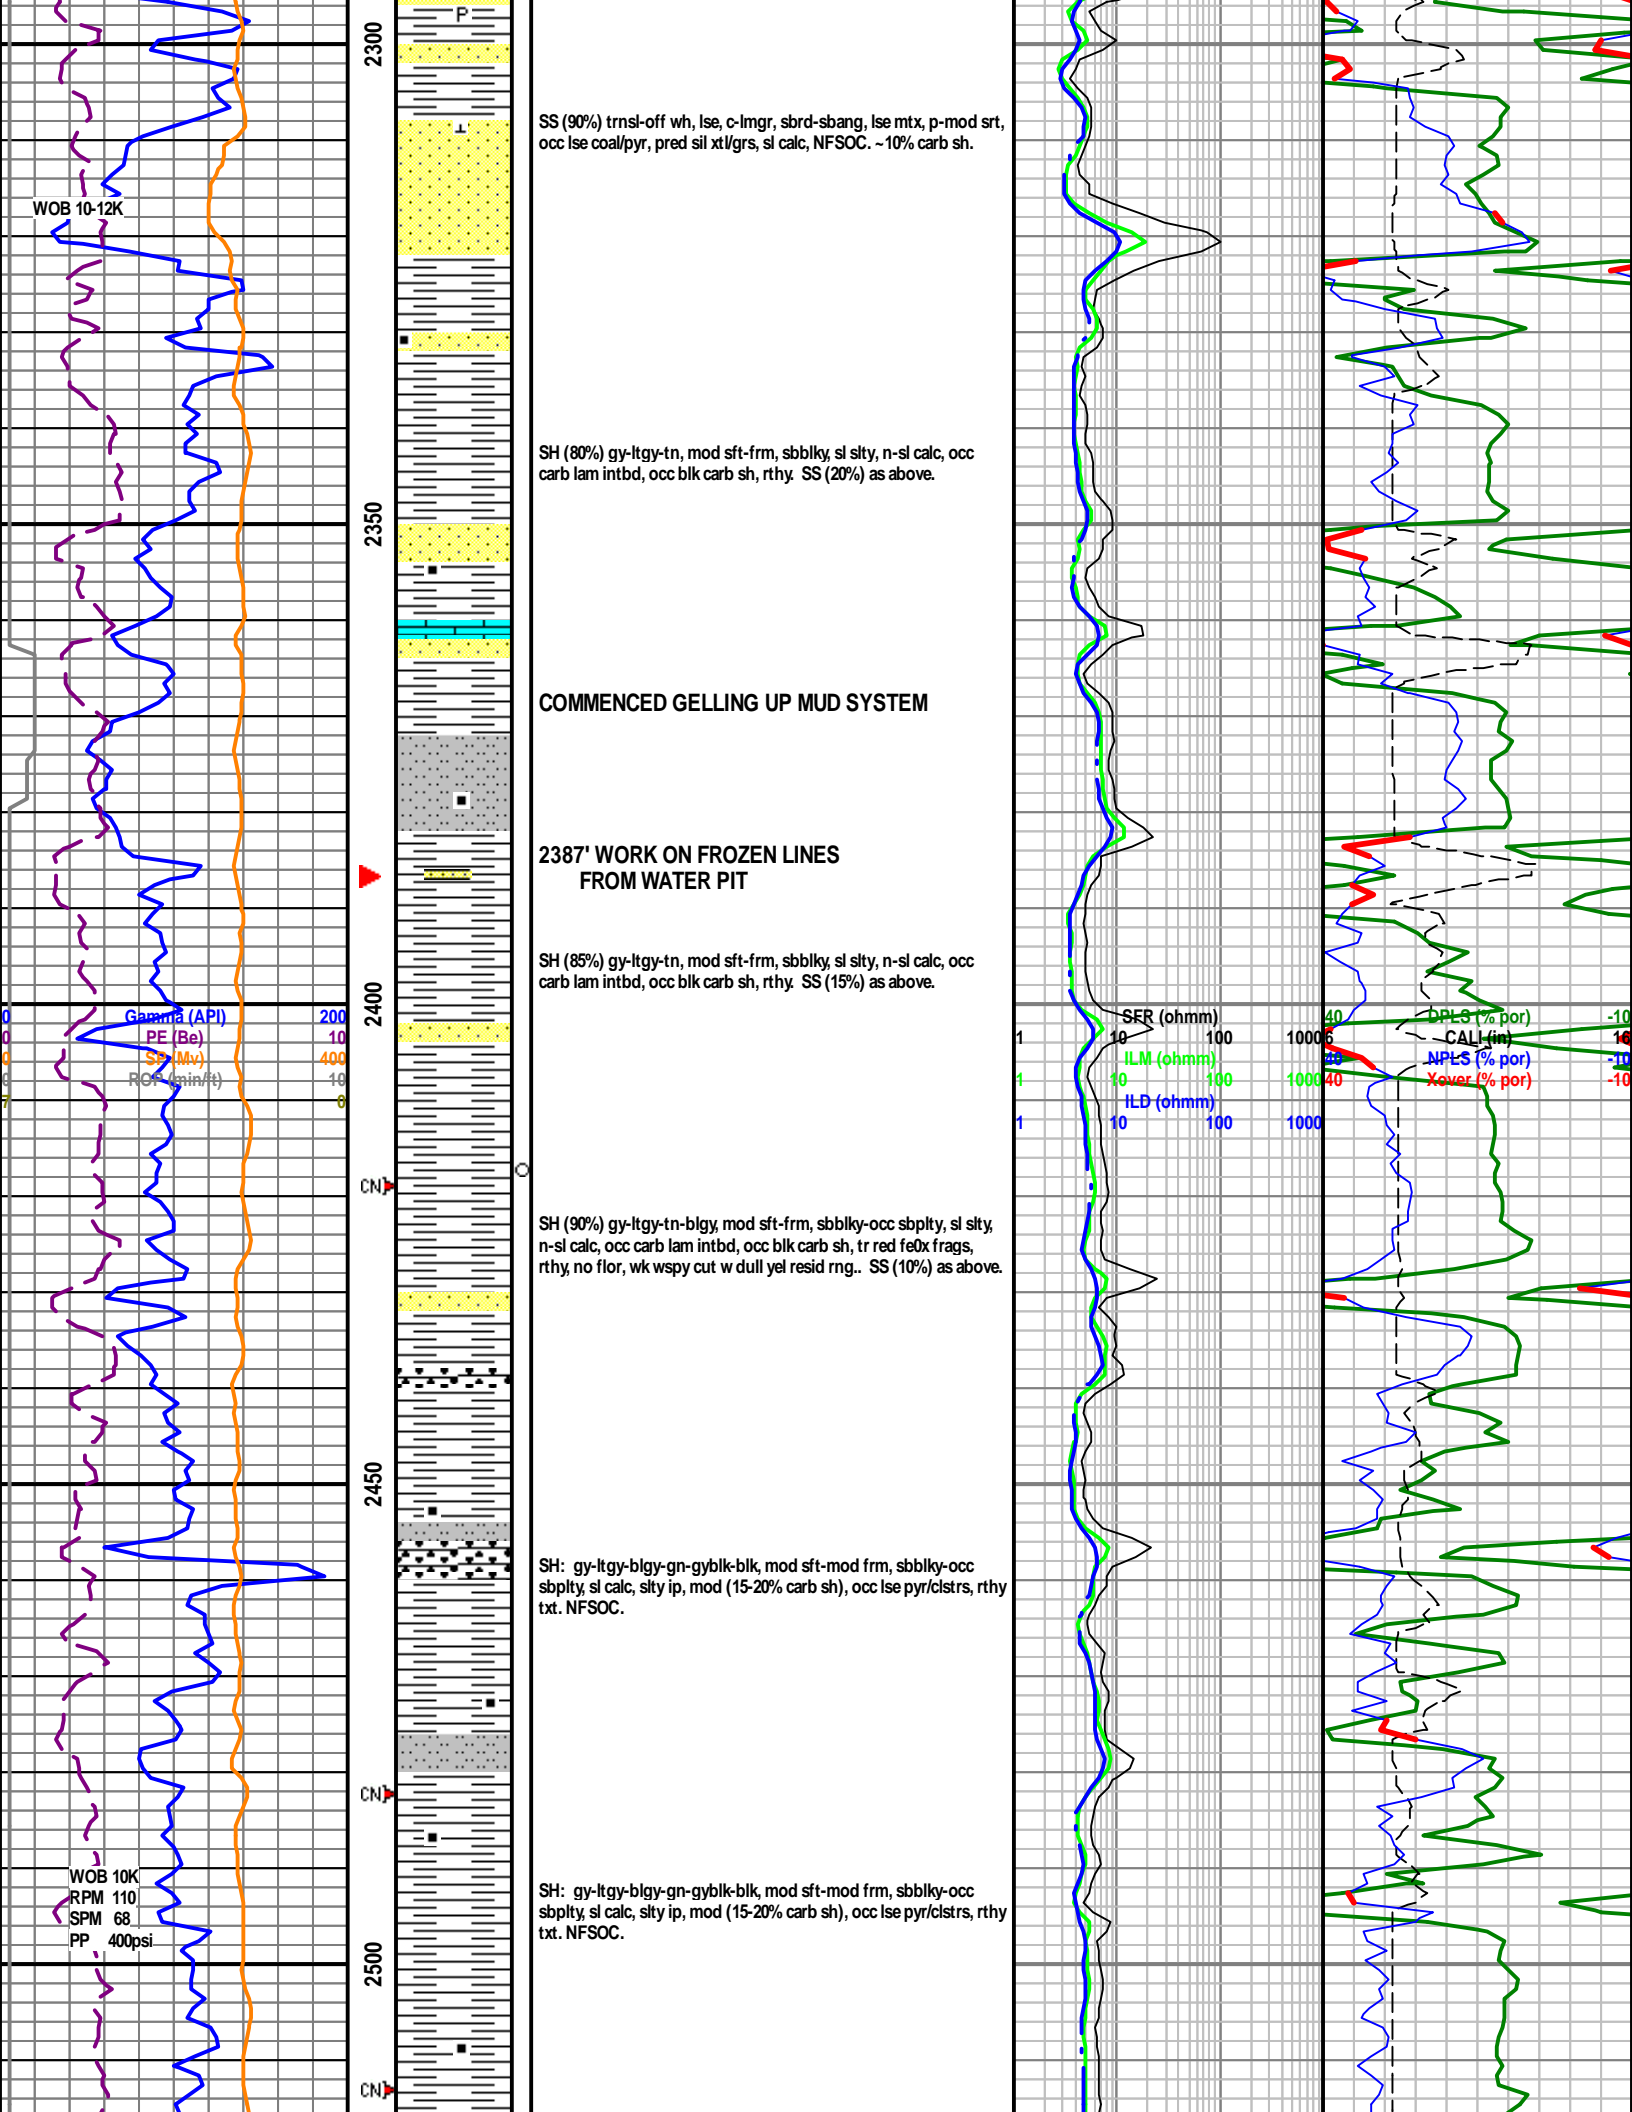 P
2300
SS (90%) trnsl-off wh, lse, c-lmgr, sbrd-sbang, lse mtx, p-mod srt,
occ lse coal/pyr, pred sil xtl/grs, sl calc, NFSOC. ~10% carb sh.
WOB 10-12K
SH (80%) gy-ltgy-tn, mod sft-frm, sbblky, sl slty, n-sl calc, occ
carb lam intbd, occ blk carb sh, rthy. SS (20%) as above.
2350
COMMENCED GELLING UP MUD SYSTEM
2387' WORK ON FROZEN LINES
FROM WATER PIT
SH (85%) gy-ltgy-tn, mod sft-frm, sbblky, sl slty, n-sl calc, occ
carb lam intbd, occ blk carb sh, rthy. SS (15%) as above.
2400
0 Gamma (API) 200
0 PE (Be) 10
0 SP (Mv) 400
0 ROP (min/ft) 10
7 0
SFR (ohmm)
1 10 100 1000
ILM (ohmm)
1 10 100 1000
ILD (ohmm)
1 10 100 1000
40 DPLS (% por) -10
6 CALI (in) 16
40 NPLS (% por) -10
40 Xover (% por) -10
CN
SH (90%) gy-ltgy-tn-blgy, mod sft-frm, sbblky-occ sbplty, sl slty,
n-sl calc, occ carb lam intbd, occ blk carb sh, tr red fe0x frags,
rthy, no flor, wk wspy cut w dull yel resid rng.. SS (10%) as above.
2450
SH: gy-ltgy-blgy-gn-gyblk-blk, mod sft-mod frm, sbblky-occ
sbplty, sl calc, slty ip, mod (15-20% carb sh), occ lse pyr/clstrs, rthy
txt. NFSOC.
CN
WOB 10K
RPM 110
SPM 68
PP 400psi
SH: gy-ltgy-blgy-gn-gyblk-blk, mod sft-mod frm, sbblky-occ
sbplty, sl calc, slty ip, mod (15-20% carb sh), occ lse pyr/clstrs, rthy
txt. NFSOC.
2500
CN